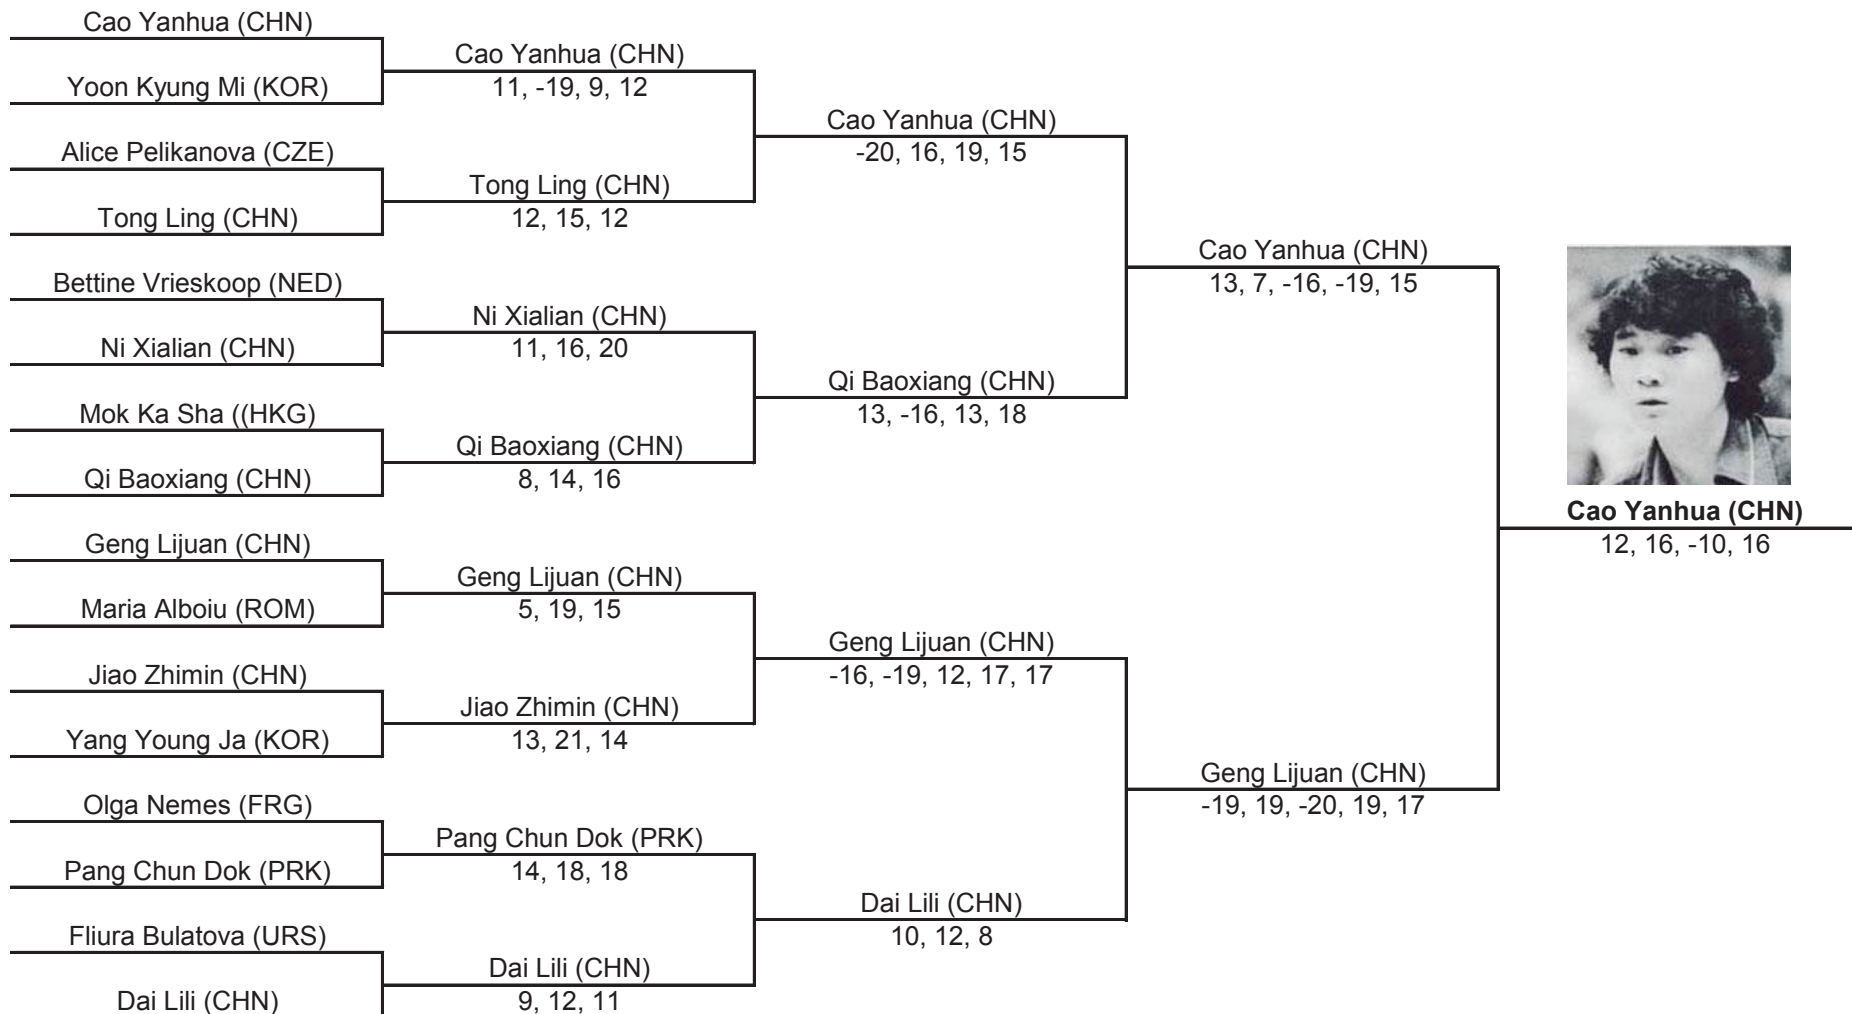 Cao Yanhua (CHN)
Yoon Kyung Mi (KOR)
Alice Pelikanova (CZE)
Tong Ling (CHN)
Bettine Vrieskoop (NED)
Ni Xialian (CHN)
Mok Ka Sha ((HKG)
Qi Baoxiang (CHN)
Geng Lijuan (CHN)
Maria Alboiu (ROM)
Jiao Zhimin (CHN)
Yang Young Ja (KOR)
Olga Nemes (FRG)
Pang Chun Dok (PRK)
Fliura Bulatova (URS)
Dai Lili (CHN)
Cao Yanhua (CHN)
11, -19, 9, 12
Tong Ling (CHN)
12, 15, 12
Ni Xialian (CHN)
11, 16, 20
Qi Baoxiang (CHN)
8, 14, 16
Geng Lijuan (CHN)
5, 19, 15
Jiao Zhimin (CHN)
13, 21, 14
Pang Chun Dok (PRK)
14, 18, 18
Dai Lili (CHN)
9, 12, 11
Cao Yanhua (CHN)
-20, 16, 19, 15
Qi Baoxiang (CHN)
13, -16, 13, 18
Geng Lijuan (CHN)
-16, -19, 12, 17, 17
Dai Lili (CHN)
10, 12, 8
Cao Yanhua (CHN)
13, 7, -16, -19, 15
Geng Lijuan (CHN)
-19, 19, -20, 19, 17
Cao Yanhua (CHN)
12, 16, -10, 16